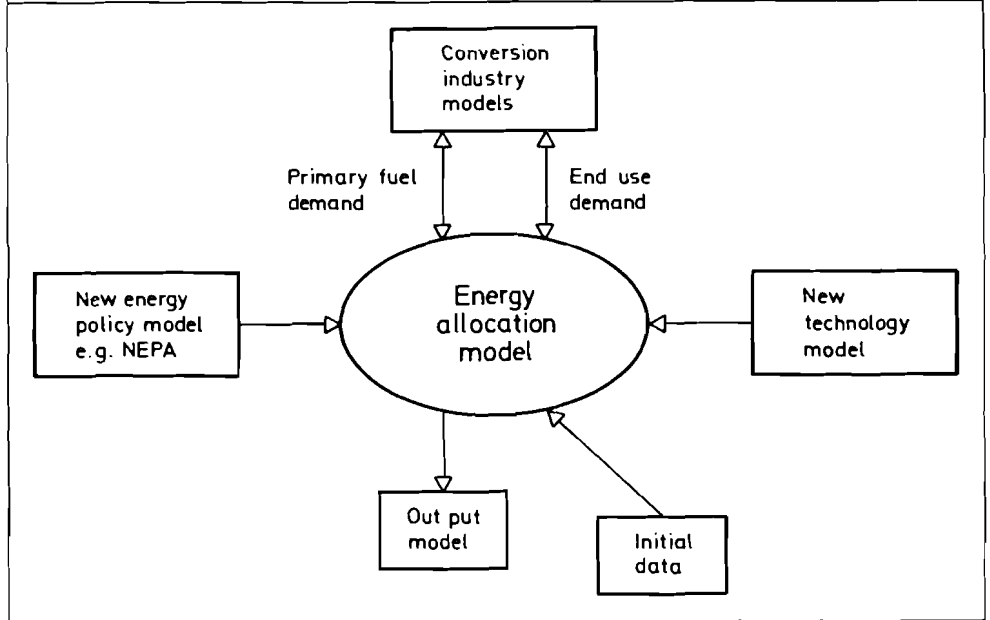 Conversion
industry
models
Primary fuel
demand
End use
demand
New energy
policy model
e.g. NEPA
Energy
allocation
model
New
technology
model
Out put
model
Initial
data